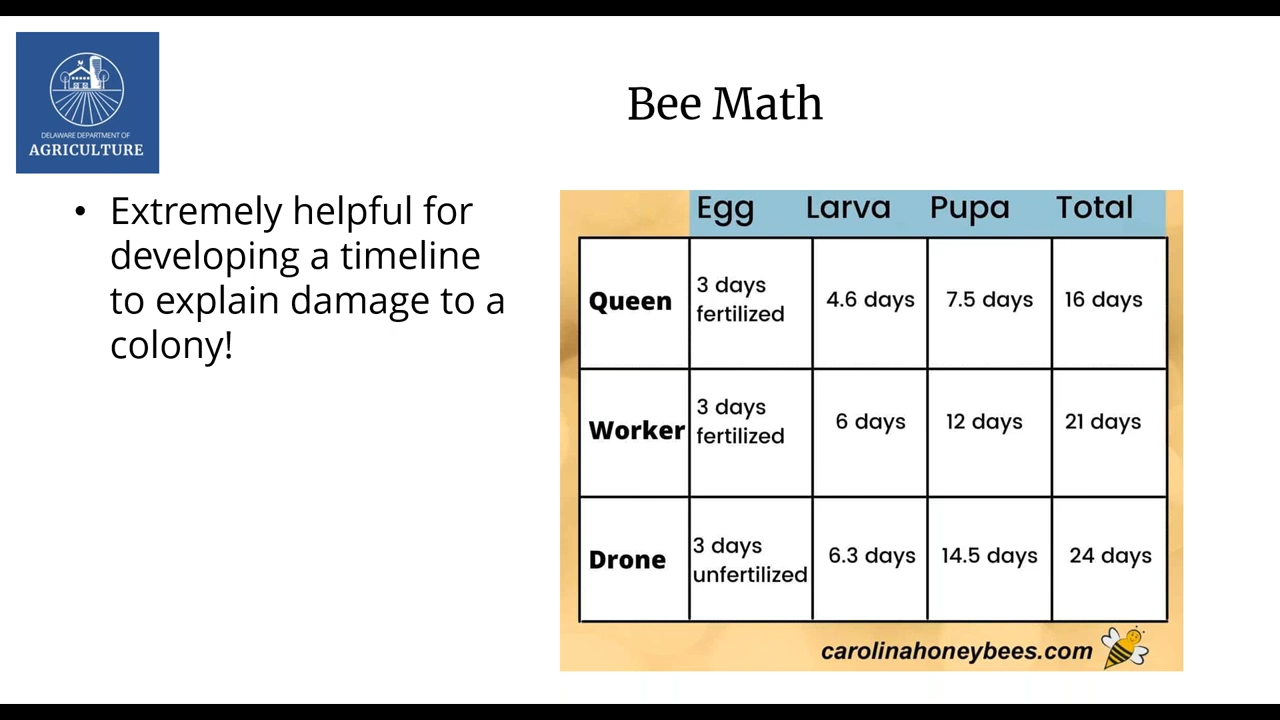 DELAWARE DEPARTMENT OF
AGRICULTURE
Bee Math
• Extremely helpful for
developing a timeline
to explain damage to a
colony!
Egg Larva Pupa Total
Queen 3 days fertilized 4.6 days 7.5 days 16 days
Worker 3 days fertilized 6 days 12 days 21 days
Drone 3 days unfertilized 6.3 days 14.5 days 24 days
carolinahoneybees.com